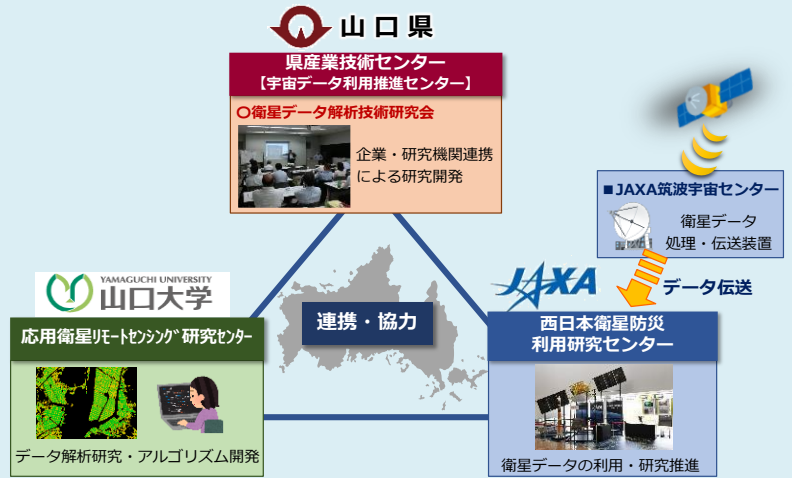 山口県
県産業技術センター
【宇宙データ利用推進センター】
〇衛星データ解析技術研究会
企業・研究機関連携
による研究開発
■JAXA筑波宇宙センター
衛星データ
処理・伝送装置
データ伝送
JAXA
西日本衛星防災
利用研究センター
衛星データの利用・研究推進
連携・協力
YAMAGUCHI UNIVERSITY
山口大学
応用衛星ﾘﾓｰﾄｾﾝｼﾝｸﾞ研究ｾﾝﾀｰ
データ解析研究・アルゴリズム開発